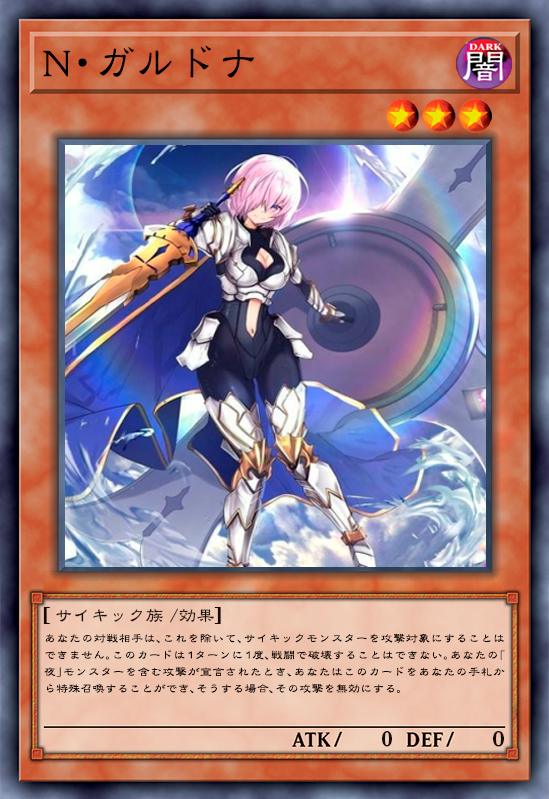 N・ガルドナ
DARK
闇
[サイキック族 /効果]
あなたの対戦相手は、これを除いて、サイキックモンスターを攻撃対象にすることは
できません。このカードは1ターンに1度、戦闘で破壊することはできない。あなたの「
夜」モンスターを含む攻撃が宣言されたとき、あなたはこのカードをあなたの手札か
ら特殊召喚することができ、そうする場合、その攻撃を無効にする。
ATK/ 0 DEF/ 0